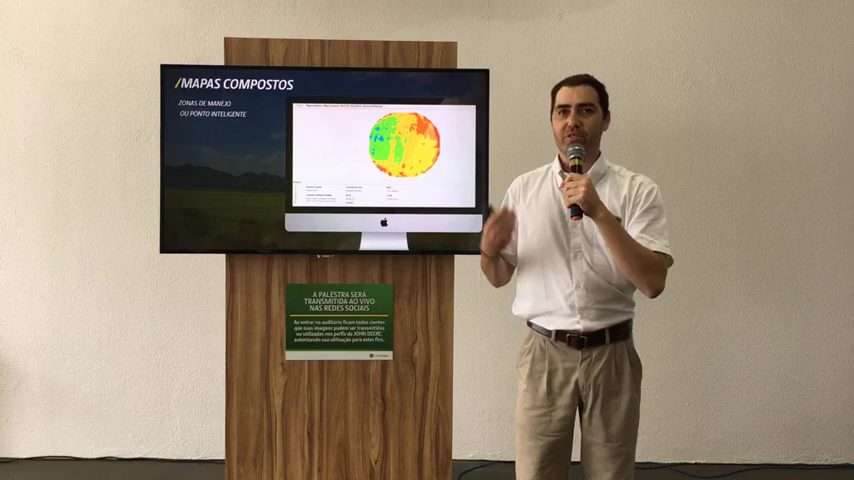 /MAPAS COMPOSTOS
ZONAS DE MANEJO
OU PONTO INTELIGENTE
A PALESTRA SERÁ
TRANSMITIDA AO VIVO
NAS REDES SOCIAIS
Ao entrar no auditório ficam todos cientes
que suas imagens podem ser transmitidas
ou utilizadas nos perfis da JOHN DEERE,
autorizando sua utilização para estes fins.